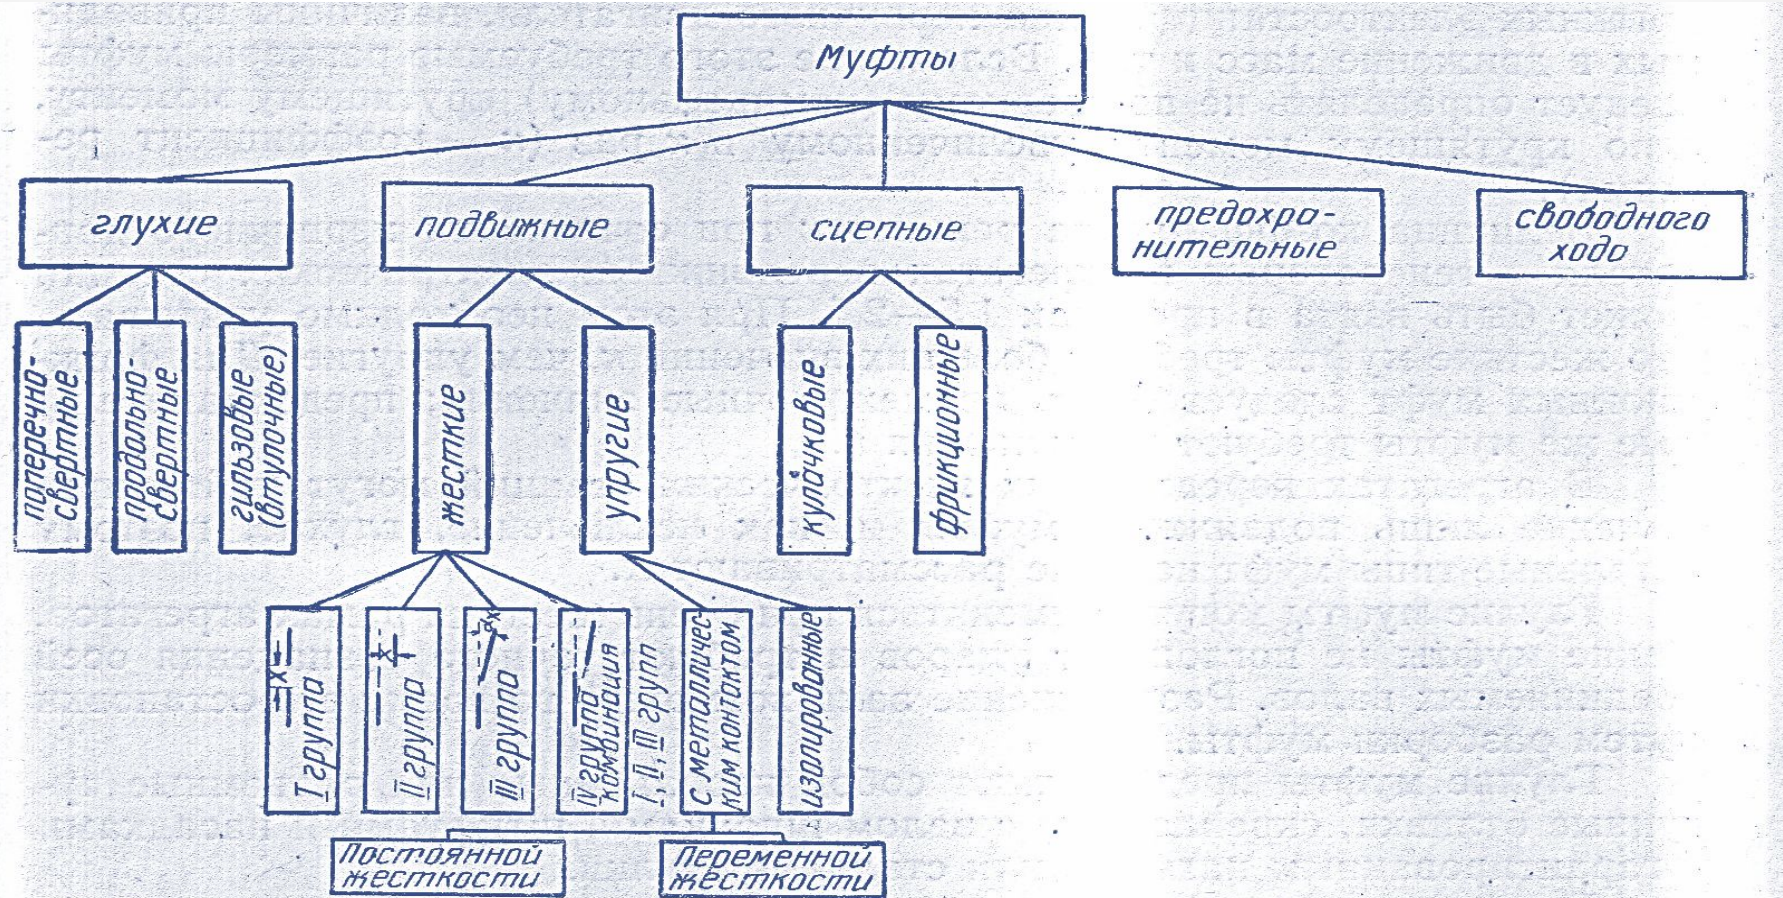 Муфты
глухие
подвижные
сцепные
предохра-
нительные
свободного
хода
поперечно-
свертные
продольно-
свертные
гильзовые
(втулочные)
жесткие
упругие
кулачковые
фрикционные
X
I группа
X
II группа
αx
III группа
IV группа
комбинация
I, II, III групп
с металличес-
ким контактом
изолированные
Постоянной
жесткости
Переменной
жесткости